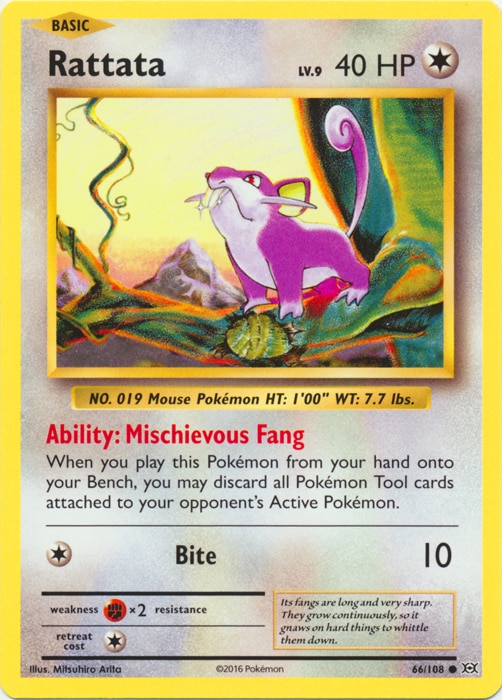 BASIC
Rattata LV.9 40 HP
NO. 019 Mouse Pokémon HT: 1'00" WT: 7.7 lbs.
Ability: Mischievous Fang
When you play this Pokémon from your hand onto
your Bench, you may discard all Pokémon Tool cards
attached to your opponent's Active Pokémon.
Bite 10
weakness ×2 resistance
retreat
cost
Its fangs are long and very sharp.
They grow continuously, so it
gnaws on hard things to whittle
them down.
Illus. Mitsuhiro Arita ©2016 Pokémon 66/108